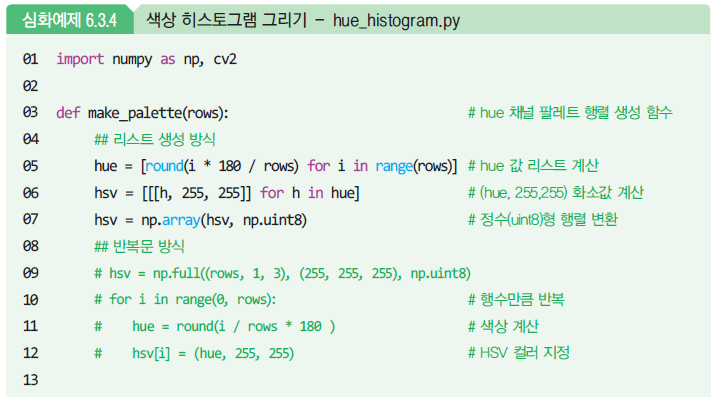 심화예제 6.3.4 색상 히스토그램 그리기 - hue_histogram.py
01 import numpy as np, cv2
02
03 def make_palette(rows): # hue 채널 팔레트 행렬 생성 함수
04 ## 리스트 생성 방식
05 hue = [round(i * 180 / rows) for i in range(rows)] # hue 값 리스트 계산
06 hsv = [[[h, 255, 255]] for h in hue] # (hue, 255,255) 화소값 계산
07 hsv = np.array(hsv, np.uint8) # 정수(uint8)형 행렬 변환
08 ## 반복문 방식
09 # hsv = np.full((rows, 1, 3), (255, 255, 255), np.uint8)
10 # for i in range(0, rows): # 행수만큼 반복
11 # hue = round(i / rows * 180 ) # 색상 계산
12 # hsv[i] = (hue, 255, 255) # HSV 컬러 지정
13